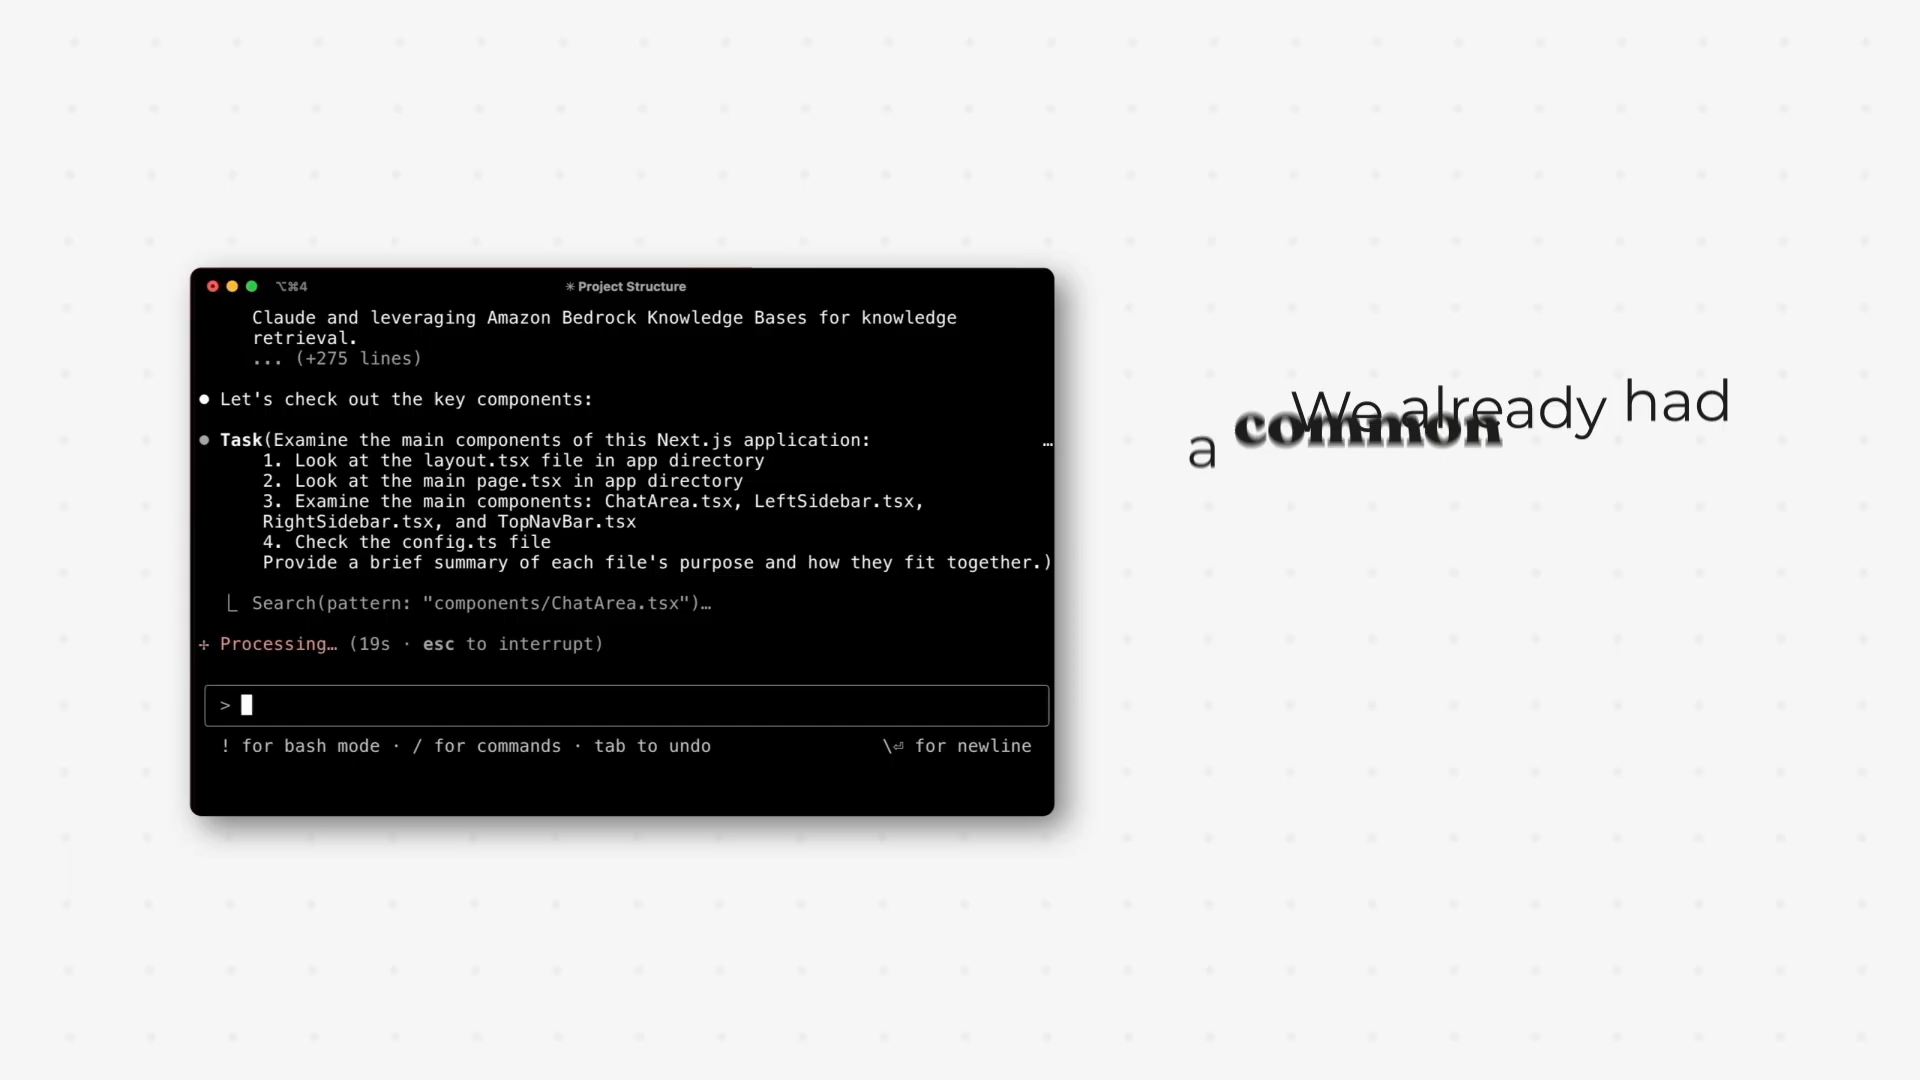 ⌥⌘4
✳ Project Structure
Claude and leveraging Amazon Bedrock Knowledge Bases for knowledge
retrieval.
... (+275 lines)
● Let's check out the key components:
● Task(Examine the main components of this Next.js application: …
1. Look at the layout.tsx file in app directory
2. Look at the main page.tsx in app directory
3. Examine the main components: ChatArea.tsx, LeftSidebar.tsx,
RightSidebar.tsx, and TopNavBar.tsx
4. Check the config.ts file
Provide a brief summary of each file's purpose and how they fit together.)
⎿ Search(pattern: "components/ChatArea.tsx")…
✢ Processing… (19s · esc to interrupt)
>
! for bash mode · / for commands · tab to undo
\⏎ for newline
We already had
a common